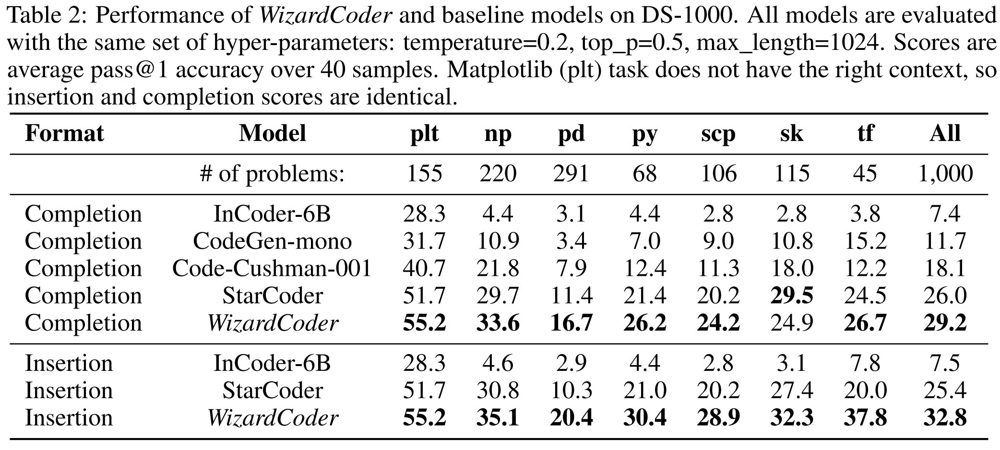 Table 2: Performance of WizardCoder and baseline models on DS-1000. All models are evaluated
with the same set of hyper-parameters: temperature=0.2, top_p=0.5, max_length=1024. Scores are
average pass@1 accuracy over 40 samples. Matplotlib (plt) task does not have the right context, so
insertion and completion scores are identical.
Format Model plt np pd py scp sk tf All
# of problems: 155 220 291 68 106 115 45 1,000
Completion InCoder-6B 28.3 4.4 3.1 4.4 2.8 2.8 3.8 7.4
Completion CodeGen-mono 31.7 10.9 3.4 7.0 9.0 10.8 15.2 11.7
Completion Code-Cushman-001 40.7 21.8 7.9 12.4 11.3 18.0 12.2 18.1
Completion StarCoder 51.7 29.7 11.4 21.4 20.2 29.5 24.5 26.0
Completion WizardCoder 55.2 33.6 16.7 26.2 24.2 24.9 26.7 29.2
Insertion InCoder-6B 28.3 4.6 2.9 4.4 2.8 3.1 7.8 7.5
Insertion StarCoder 51.7 30.8 10.3 21.0 20.2 27.4 20.0 25.4
Insertion WizardCoder 55.2 35.1 20.4 30.4 28.9 32.3 37.8 32.8